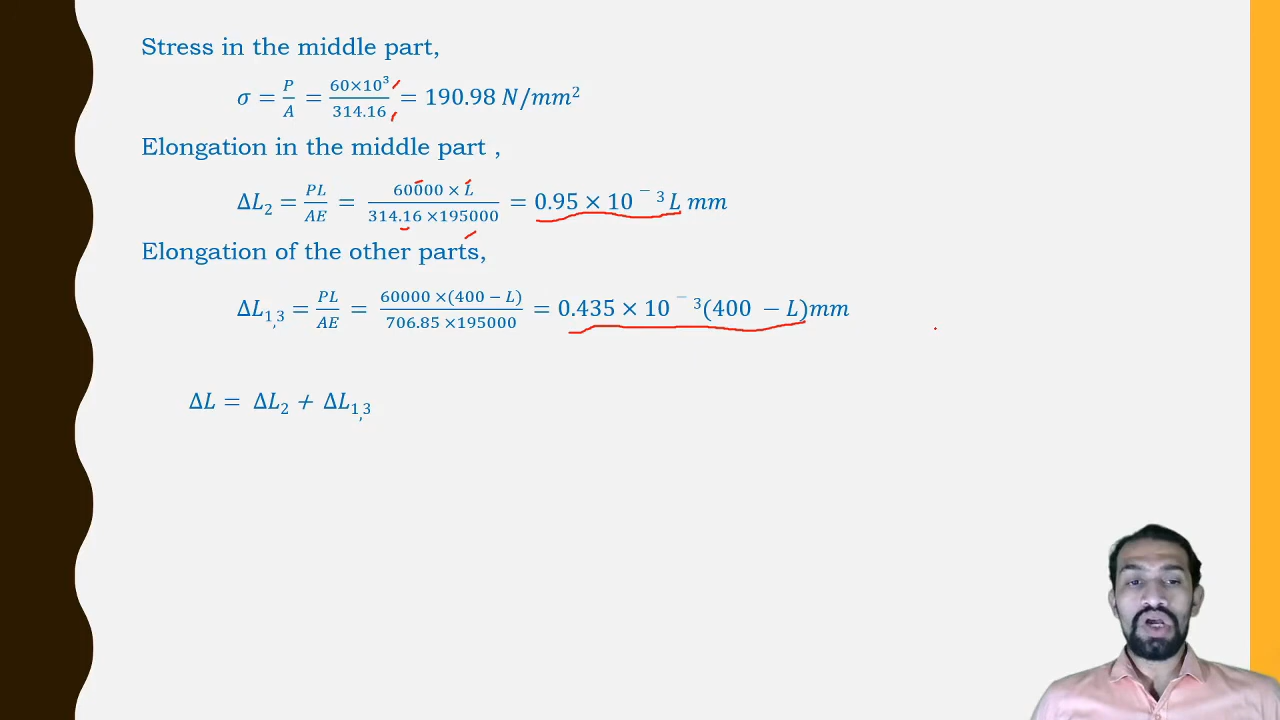 Stress in the middle part,
σ = P/A = 60×10³/314.16 = 190.98 N/mm²
Elongation in the middle part ,
ΔL₂ = PL/AE = 60000 × L/314.16 ×195000 = 0.95 × 10⁻³ L mm
Elongation of the other parts,
ΔL₁,₃ = PL/AE = 60000 ×(400 − L)/706.85 ×195000 = 0.435 × 10⁻³(400 − L)mm
ΔL = ΔL₂ + ΔL₁,₃